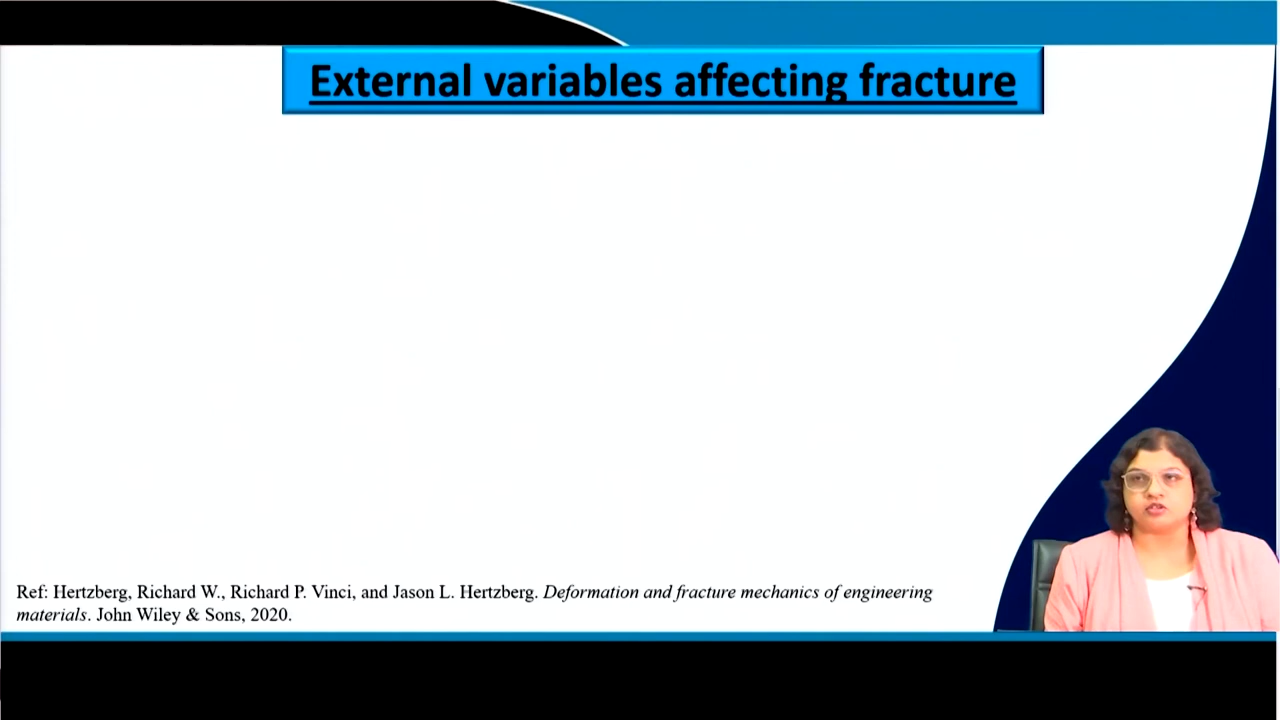 External variables affecting fracture
Ref: Hertzberg, Richard W., Richard P. Vinci, and Jason L. Hertzberg. Deformation and fracture mechanics of engineering
materials. John Wiley & Sons, 2020.